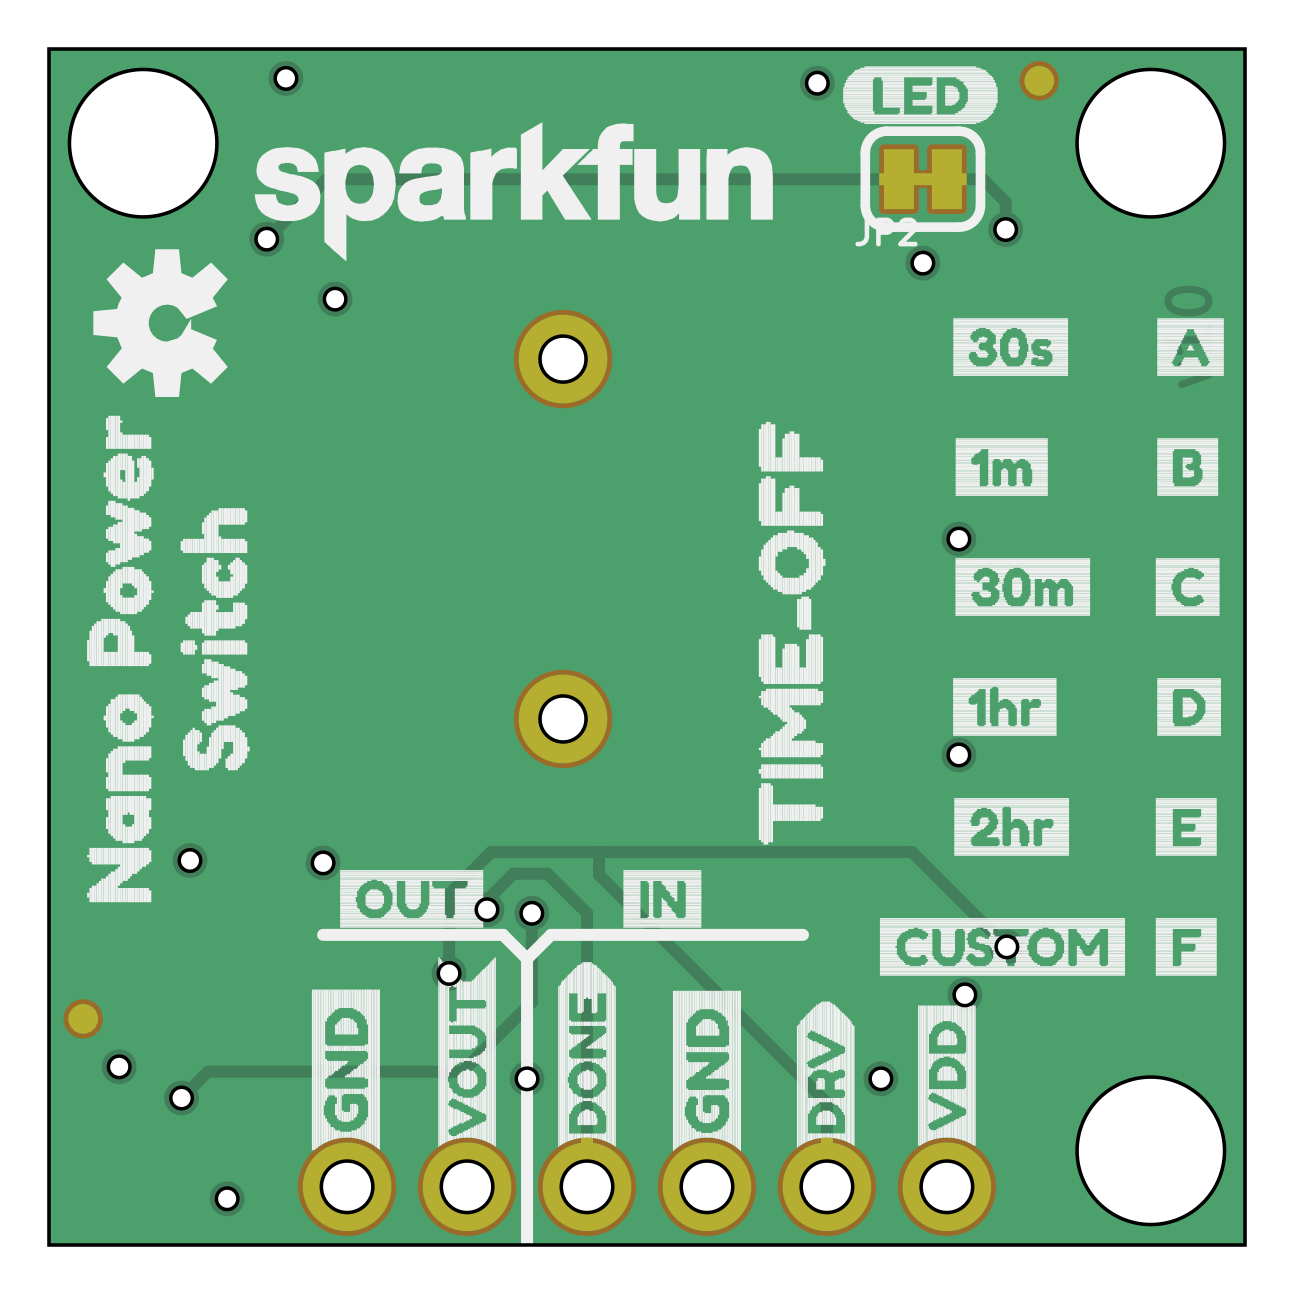 LED
sparkfun
JP2
30s A
1m B
30m C
1hr D
2hr E
CUSTOM F
TIME-OFF
Nano Power
Switch
OUT IN
GND VOUT DONE GND DRV VDD